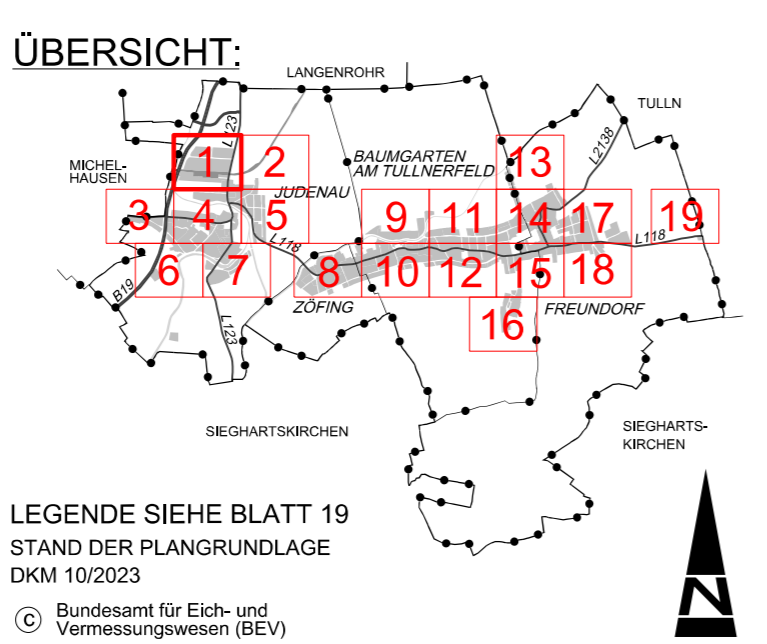 ÜBERSICHT:
LANGENROHR
TULLN
L123
L2138
1
2
13
MICHEL-
HAUSEN
BAUMGARTEN
AM TULLNERFELD
JUDENAU
3
4
5
9
11
14
17
19
L118
L118
6
7
8
10
12
15
18
B19
ZÖFING
FREUNDORF
L123
16
SIEGHARTSKIRCHEN
SIEGHARTS-
KIRCHEN
LEGENDE SIEHE BLATT 19
STAND DER PLANGRUNDLAGE
DKM 10/2023
© Bundesamt für Eich- und
Vermessungswesen (BEV)
N